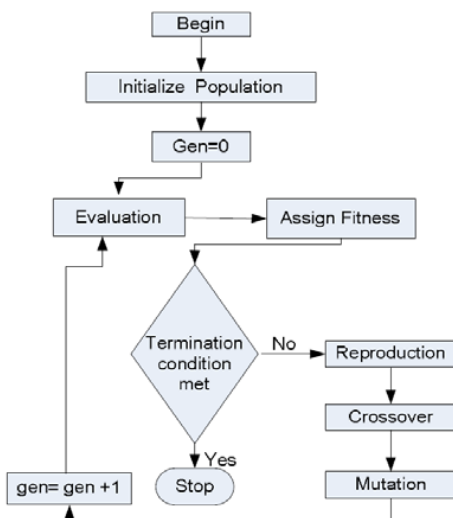 Begin
Initialize Population
Gen=0
Evaluation
Assign Fitness
Termination
condition
met
No
Reproduction
Crossover
Mutation
Yes
Stop
gen= gen +1